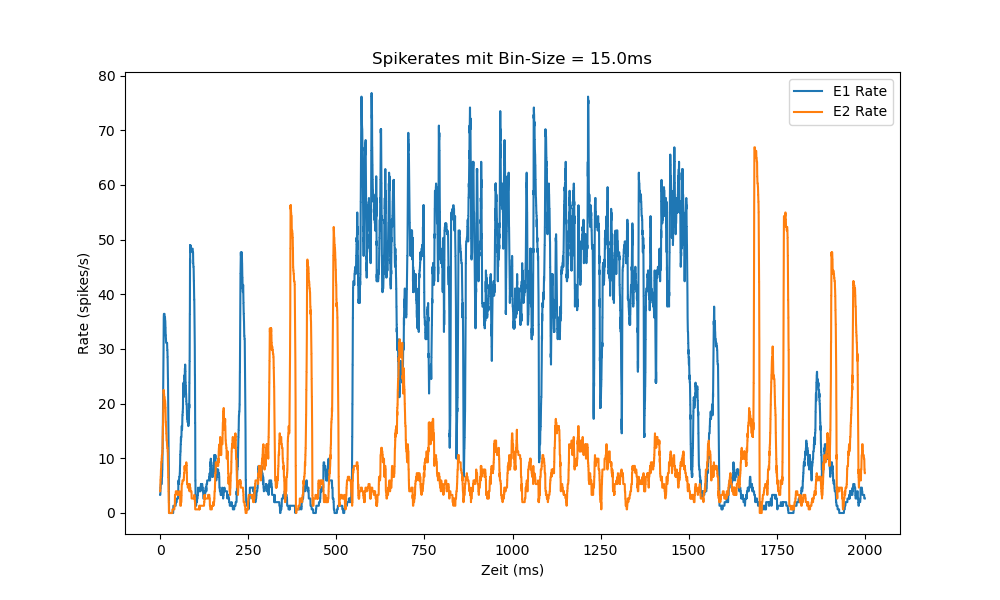 Spikerates mit Bin-Size = 15.0ms
E1 Rate
E2 Rate
80
70
60
50
40
30
20
10
0
Rate (spikes/s)
0 250 500 750 1000 1250 1500 1750 2000
Zeit (ms)